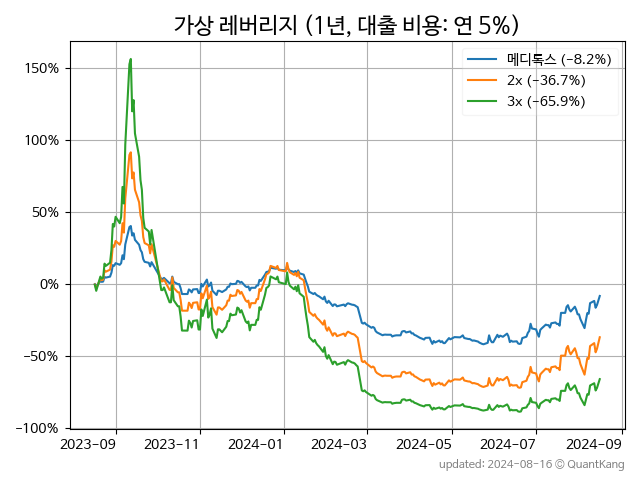 가상 레버리지 (1년, 대출 비용: 연 5%)
메디톡스 (−8.2%)
2x (−36.7%)
3x (−65.9%)
150%
100%
50%
0%
−50%
−100%
2023-09 2023-11 2024-01 2024-03 2024-05 2024-07 2024-09
updated: 2024-08-16 © QuantKang